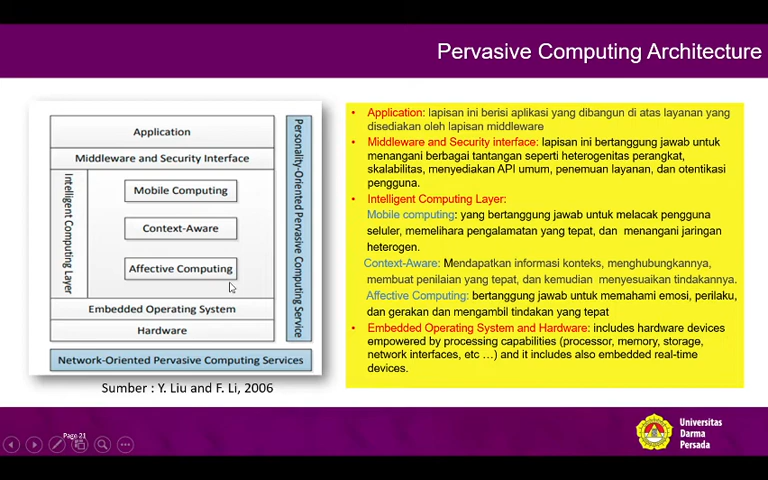 Pervasive Computing Architecture
Application
Middleware and Security Interface
Intelligent Computing Layer
Mobile Computing
Context-Aware
Affective Computing
Embedded Operating System
Hardware
Personality-Oriented Pervasive Computing Service
Network-Oriented Pervasive Computing Services
Sumber : Y. Liu and F. Li, 2006
• Application: lapisan ini berisi aplikasi yang dibangun di atas layanan yang
disediakan oleh lapisan middleware
• Middleware and Security interface: lapisan ini bertanggung jawab untuk
menangani berbagai tantangan seperti heterogenitas perangkat,
skalabilitas, menyediakan API umum, penemuan layanan, dan otentikasi
pengguna.
• Intelligent Computing Layer:
Mobile computing: yang bertanggung jawab untuk melacak pengguna
seluler, memelihara pengalamatan yang tepat, dan menangani jaringan
heterogen.
Context-Aware: Mendapatkan informasi konteks, menghubungkannya,
membuat penilaian yang tepat, dan kemudian menyesuaikan tindakannya.
Affective Computing: bertanggung jawab untuk memahami emosi, perilaku,
dan gerakan dan mengambil tindakan yang tepat
• Embedded Operating System and Hardware: includes hardware devices
empowered by processing capabilities (processor, memory, storage,
network interfaces, etc …) and it includes also embedded real-time
devices.
Page 21
Universitas
Darma
Persada